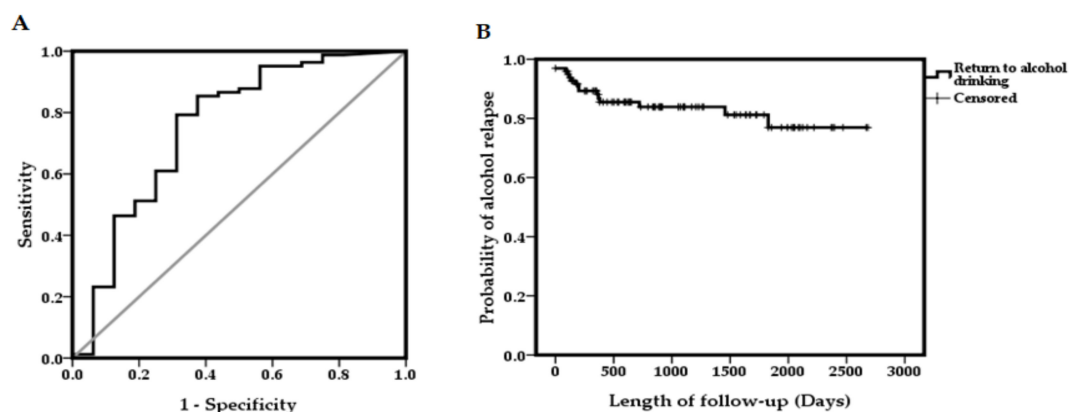 A
1.0
0.8
0.6
0.4
0.2
0.0
Sensitivity
0.0 0.2 0.4 0.6 0.8 1.0
1 - Specificity
B
1.0
0.8
0.6
0.4
0.2
0.0
Probability of alcohol relapse
0 500 1000 1500 2000 2500 3000
Length of follow-up (Days)
Return to alcohol
drinking
Censored